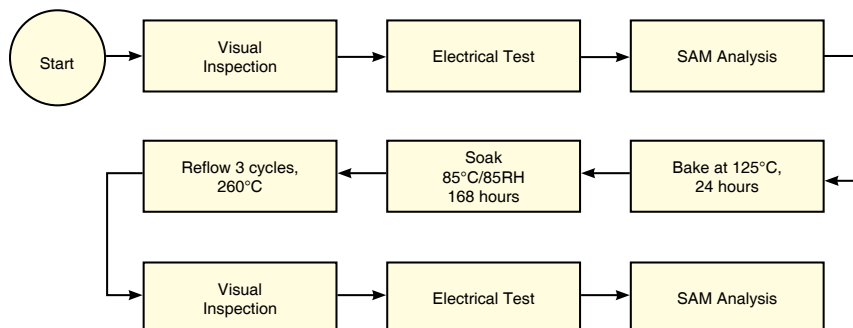 Start
Visual
Inspection
Electrical Test
SAM Analysis
Reflow 3 cycles,
260°C
Soak
85°C/85RH
168 hours
Bake at 125°C,
24 hours
Visual
Inspection
Electrical Test
SAM Analysis